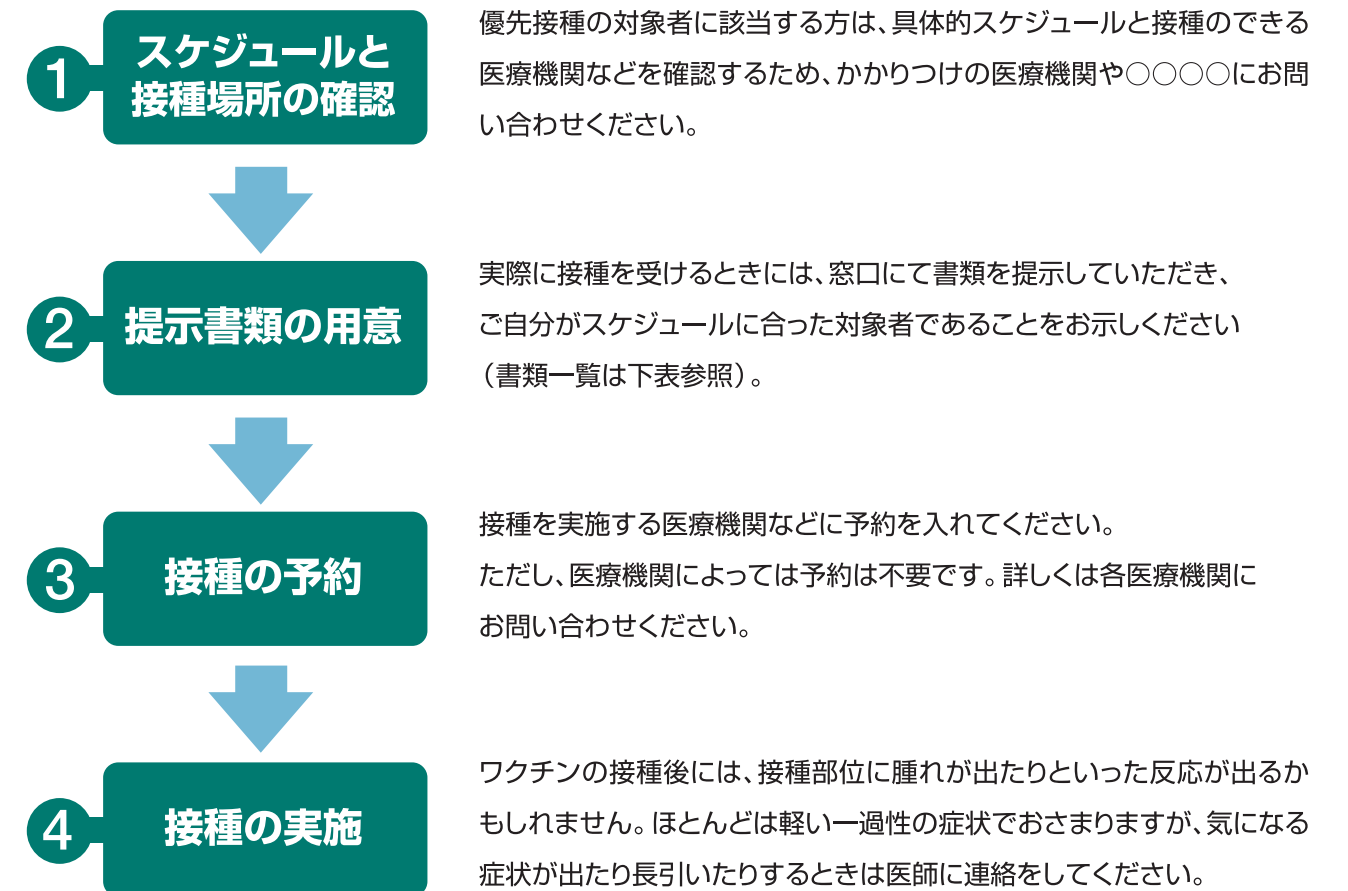 1
スケジュールと
接種場所の確認
優先接種の対象者に該当する方は、具体的スケジュールと接種のできる
医療機関などを確認するため、かかりつけの医療機関や○○○○にお問
い合わせください。
2
提示書類の用意
実際に接種を受けるときには、窓口にて書類を提示していただき、
ご自分がスケジュールに合った対象者であることをお示しください
（書類一覧は下表参照）。
3
接種の予約
接種を実施する医療機関などに予約を入れてください。
ただし、医療機関によっては予約は不要です。詳しくは各医療機関に
お問い合わせください。
4
接種の実施
ワクチンの接種後には、接種部位に腫れが出たりといった反応が出るか
もしれません。ほとんどは軽い一過性の症状でおさまりますが、気になる
症状が出たり長引いたりするときは医師に連絡をしてください。